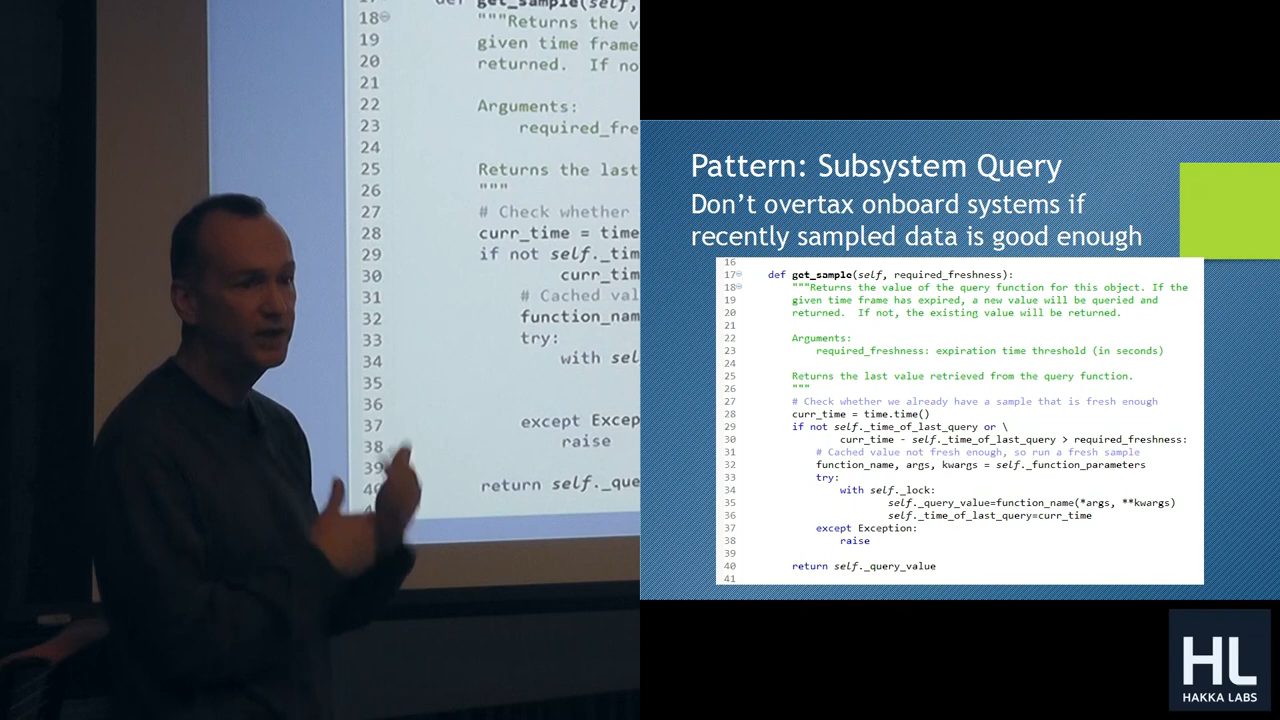 def get_sample(self,
18 """Returns the v
19 given time frame
20 returned. If no
21
22 Arguments:
23 required_fre
24
25 Returns the last
26 """
27 # Check whether
28 curr_time = time
29 if not self._tim
30 curr_tim
31 # Cached val
32 function_nam
33 try:
34 with sel
35
36
37 except Excep
38 raise
39
40 return self._que
Pattern: Subsystem Query
Don’t overtax onboard systems if
recently sampled data is good enough
16
17 def get_sample(self, required_freshness):
18 """Returns the value of the query function for this object. If the
19 given time frame has expired, a new value will be queried and
20 returned. If not, the existing value will be returned.
21
22 Arguments:
23 required_freshness: expiration time threshold (in seconds)
24
25 Returns the last value retrieved from the query function.
26 """
27 # Check whether we already have a sample that is fresh enough
28 curr_time = time.time()
29 if not self._time_of_last_query or \
30 curr_time - self._time_of_last_query > required_freshness:
31 # Cached value not fresh enough, so run a fresh sample
32 function_name, args, kwargs = self._function_parameters
33 try:
34 with self._lock:
35 self._query_value=function_name(*args, **kwargs)
36 self._time_of_last_query=curr_time
37 except Exception:
38 raise
39
40 return self._query_value
41
HL
HAKKA LABS